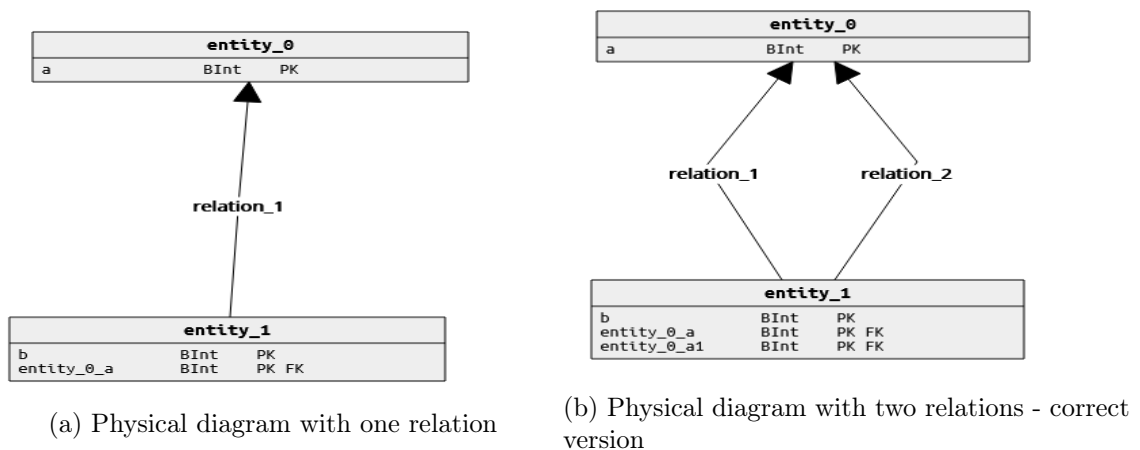 entity_0
a BInt PK
relation_1
entity_1
b BInt PK
entity_0_a BInt PK FK
(a) Physical diagram with one relation
entity_0
a BInt PK
relation_1 relation_2
entity_1
b BInt PK
entity_0_a BInt PK FK
entity_0_a1 BInt PK FK
(b) Physical diagram with two relations - correct
version